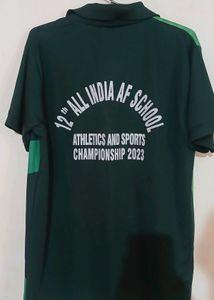 12th ALL INDIA AF SCHOOL
ATHLETICS AND SPORTS
CHAMPIONSHIP 2023